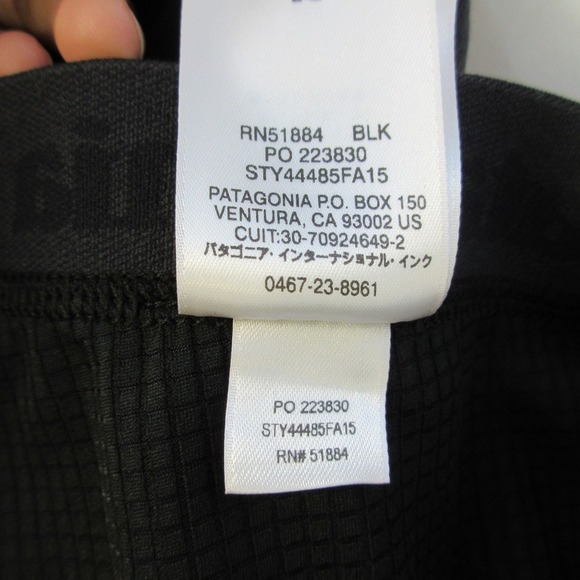 RN51884 BLK
PO 223830
STY44485FA15
PATAGONIA P.O. BOX 150
VENTURA, CA 93002 US
CUIT:30-70924649-2
パタゴニア・インターナショナル・インク
0467-23-8961
PO 223830
STY44485FA15
RN# 51884